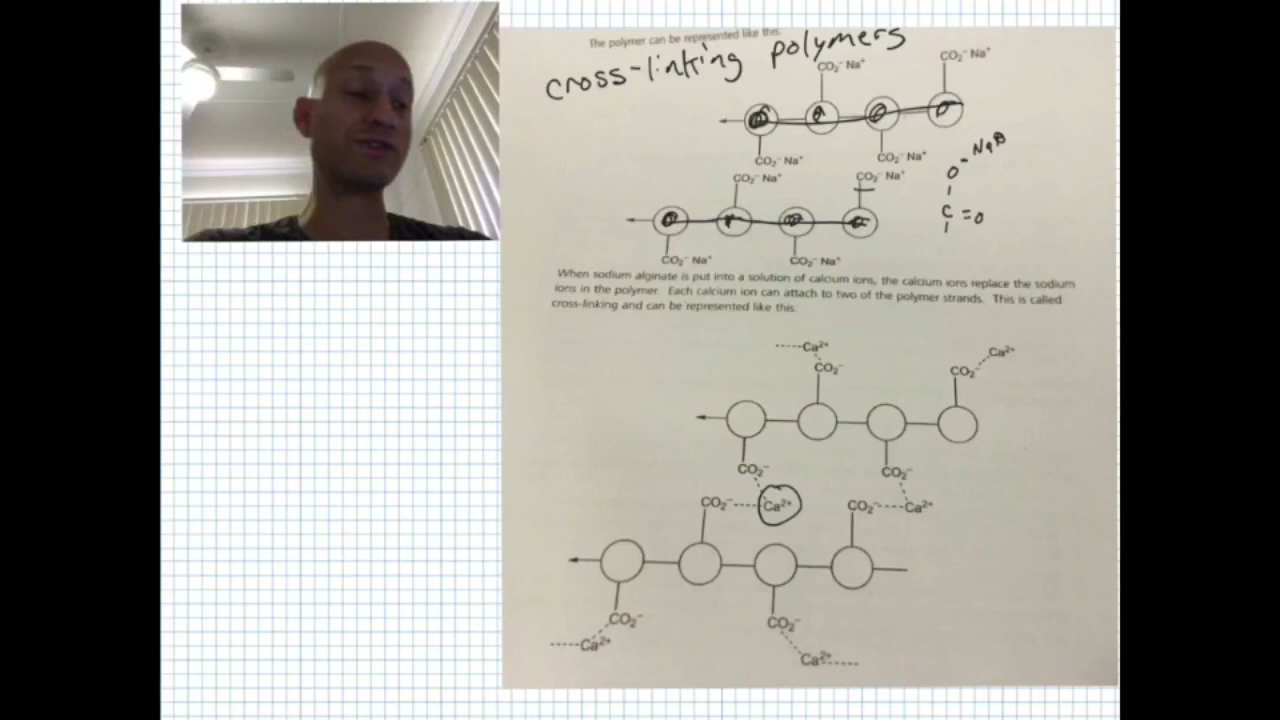 The polymer can be represented like this:
cross-linking polymers
CO₂⁻ Na⁺
CO₂⁻ Na⁺
CO₂⁻ Na⁺
CO₂⁻ Na⁺
CO₂⁻ Na⁺
CO₂⁻ Na⁺
CO₂⁻ Na⁺
CO₂⁻ Na⁺
O⁻ Na⊕
C=O
When sodium alginate is put into a solution of calcium ions, the calcium ions replace the sodium
ions in the polymer. Each calcium ion can attach to two of the polymer strands. This is called
cross-linking and can be represented like this:
Ca²⁺
Ca²⁺
CO₂⁻
CO₂⁻
CO₂⁻
CO₂⁻
CO₂⁻
Ca²⁺
CO₂⁻
Ca²⁺
CO₂⁻
CO₂⁻
Ca²⁺
Ca²⁺